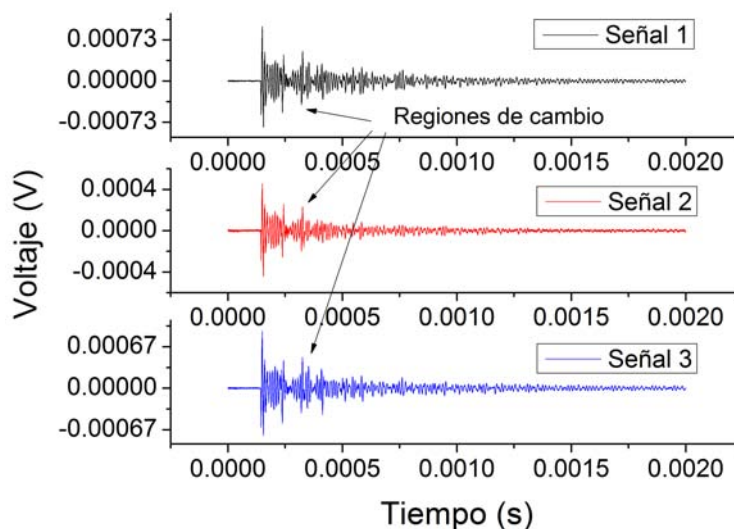 0.00073
0.00000
-0.00073
Señal 1
Regiones de cambio
0.0000 0.0005 0.0010 0.0015 0.0020
0.0004
0.0000
-0.0004
Señal 2
0.0000 0.0005 0.0010 0.0015 0.0020
0.00067
0.00000
-0.00067
Señal 3
0.0000 0.0005 0.0010 0.0015 0.0020
Voltaje (V)
Tiempo (s)